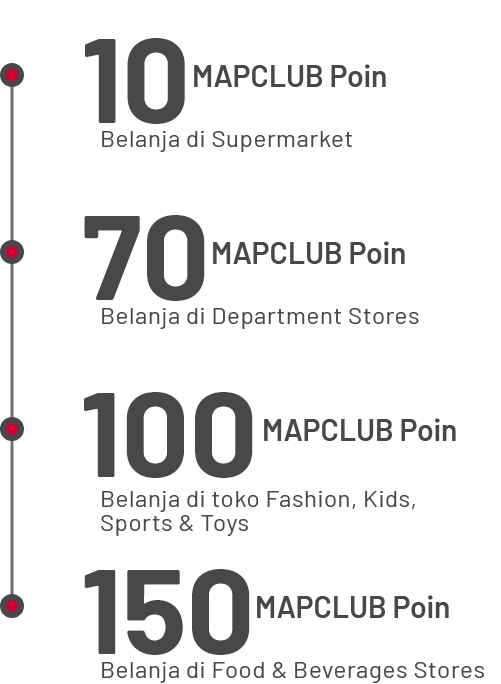 10 MAPCLUB Poin
Belanja di Supermarket
70 MAPCLUB Poin
Belanja di Department Stores
100 MAPCLUB Poin
Belanja di toko Fashion, Kids,
Sports & Toys
150 MAPCLUB Poin
Belanja di Food & Beverages Stores